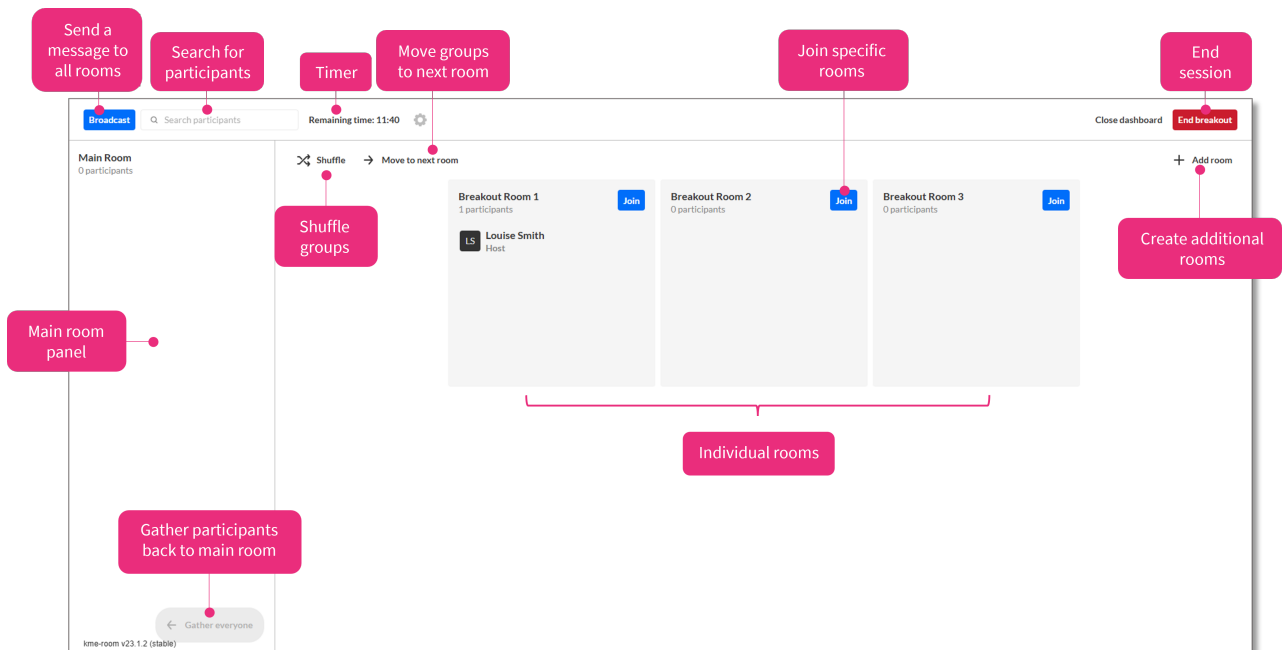 Send a
message to
all rooms
Search for
participants
Timer
Move groups
to next room
Join specific
rooms
End
session
Broadcast
Search participants
Remaining time: 11:40
Close dashboard
End breakout
Main Room
0 participants
Shuffle
Move to next room
Add room
Breakout Room 1
1 participants
Join
LS
Louise Smith
Host
Breakout Room 2
0 participants
Join
Breakout Room 3
0 participants
Join
Shuffle
groups
Create additional
rooms
Main room
panel
Individual rooms
Gather participants
back to main room
Gather everyone
kme-room v23.1.2 (stable)